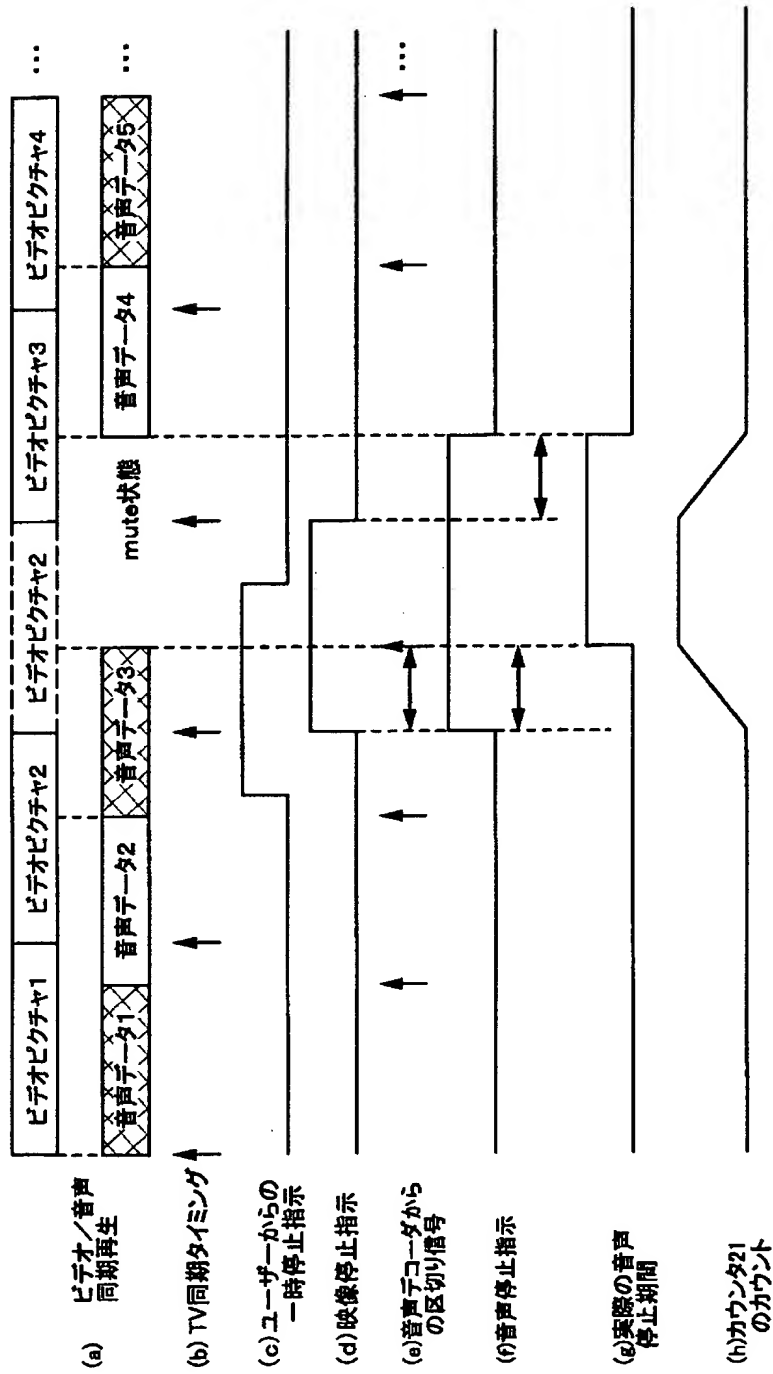 (a)
ビデオ／音声
同期再生
ビデオピクチャ1
ビデオピクチャ2
ビデオピクチャ2
ビデオピクチャ3
ビデオピクチャ4
…
音声データ1
音声データ2
音声データ3
mute状態
音声データ4
音声データ5
…
(b) TV同期タイミング
(c) ユーザーからの
一時停止指示
(d) 映像停止指示
(e) 音声デコーダから
の区切り信号
…
(f) 音声停止指示
(g) 実際の音声
停止期間
(h) カウンタ21
のカウント